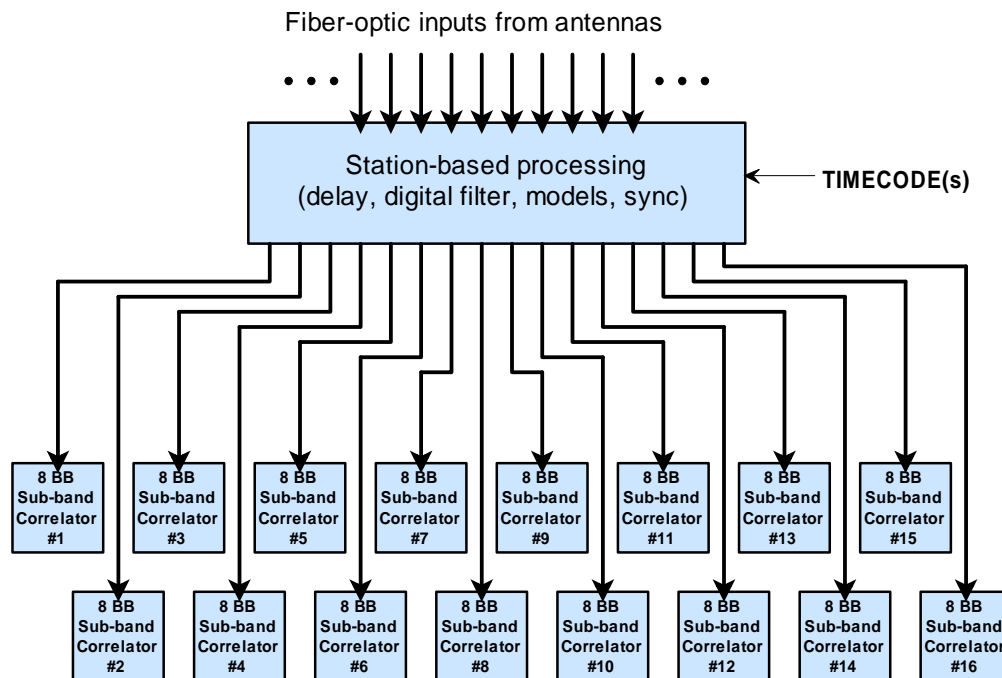 Fiber-optic inputs from antennas
• • •
• • •
Station-based processing
(delay, digital filter, models, sync)
TIMECODE(s)
8 BB
Sub-band
Correlator
#1
8 BB
Sub-band
Correlator
#3
8 BB
Sub-band
Correlator
#5
8 BB
Sub-band
Correlator
#7
8 BB
Sub-band
Correlator
#9
8 BB
Sub-band
Correlator
#11
8 BB
Sub-band
Correlator
#13
8 BB
Sub-band
Correlator
#15
8 BB
Sub-band
Correlator
#2
8 BB
Sub-band
Correlator
#4
8 BB
Sub-band
Correlator
#6
8 BB
Sub-band
Correlator
#8
8 BB
Sub-band
Correlator
#10
8 BB
Sub-band
Correlator
#12
8 BB
Sub-band
Correlator
#14
8 BB
Sub-band
Correlator
#16